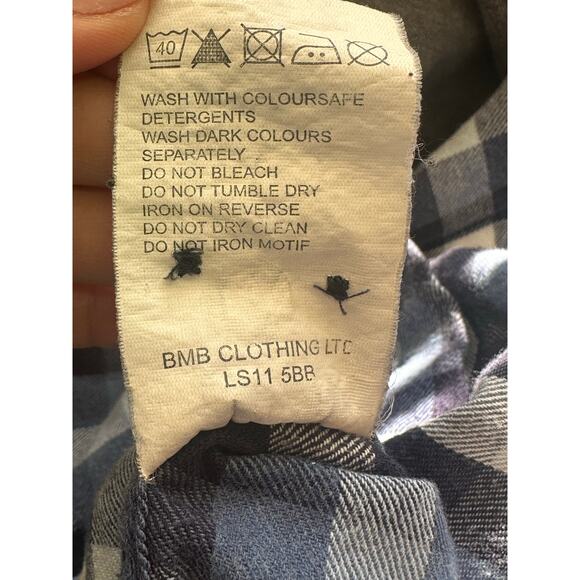 40
WASH WITH COLOURSAFE
DETERGENTS
WASH DARK COLOURS
SEPARATELY
DO NOT BLEACH
DO NOT TUMBLE DRY
IRON ON REVERSE
DO NOT DRY CLEAN
DO NOT IRON MOTIF
BMB CLOTHING LTD
LS11 5BB